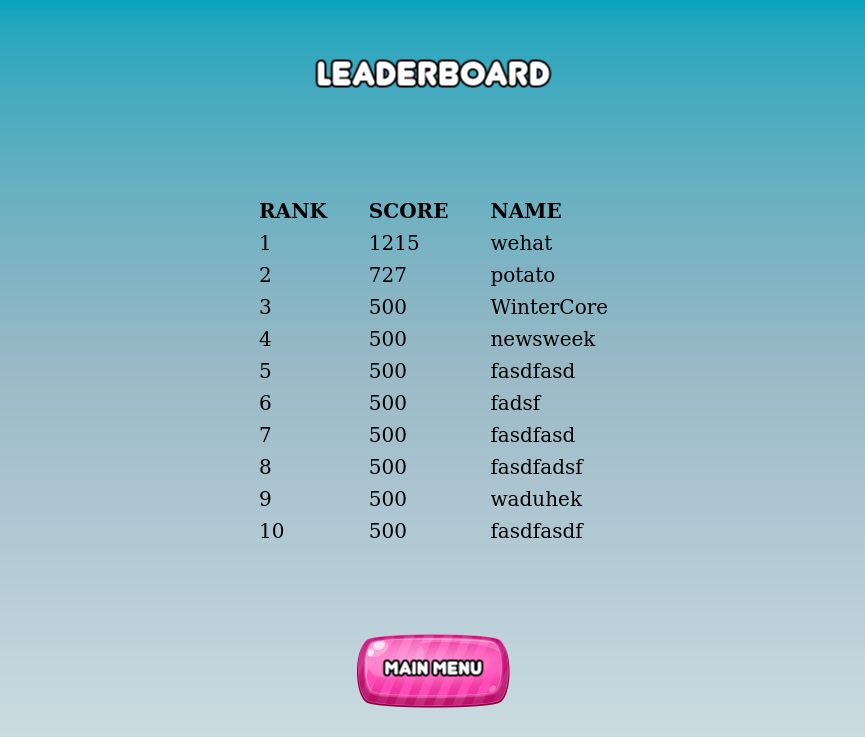 LEADERBOARD
RANK SCORE NAME
1 1215 wehat
2 727 potato
3 500 WinterCore
4 500 newsweek
5 500 fasdfasd
6 500 fadsf
7 500 fasdfasd
8 500 fasdfadsf
9 500 waduhek
10 500 fasdfasdf
MAIN MENU